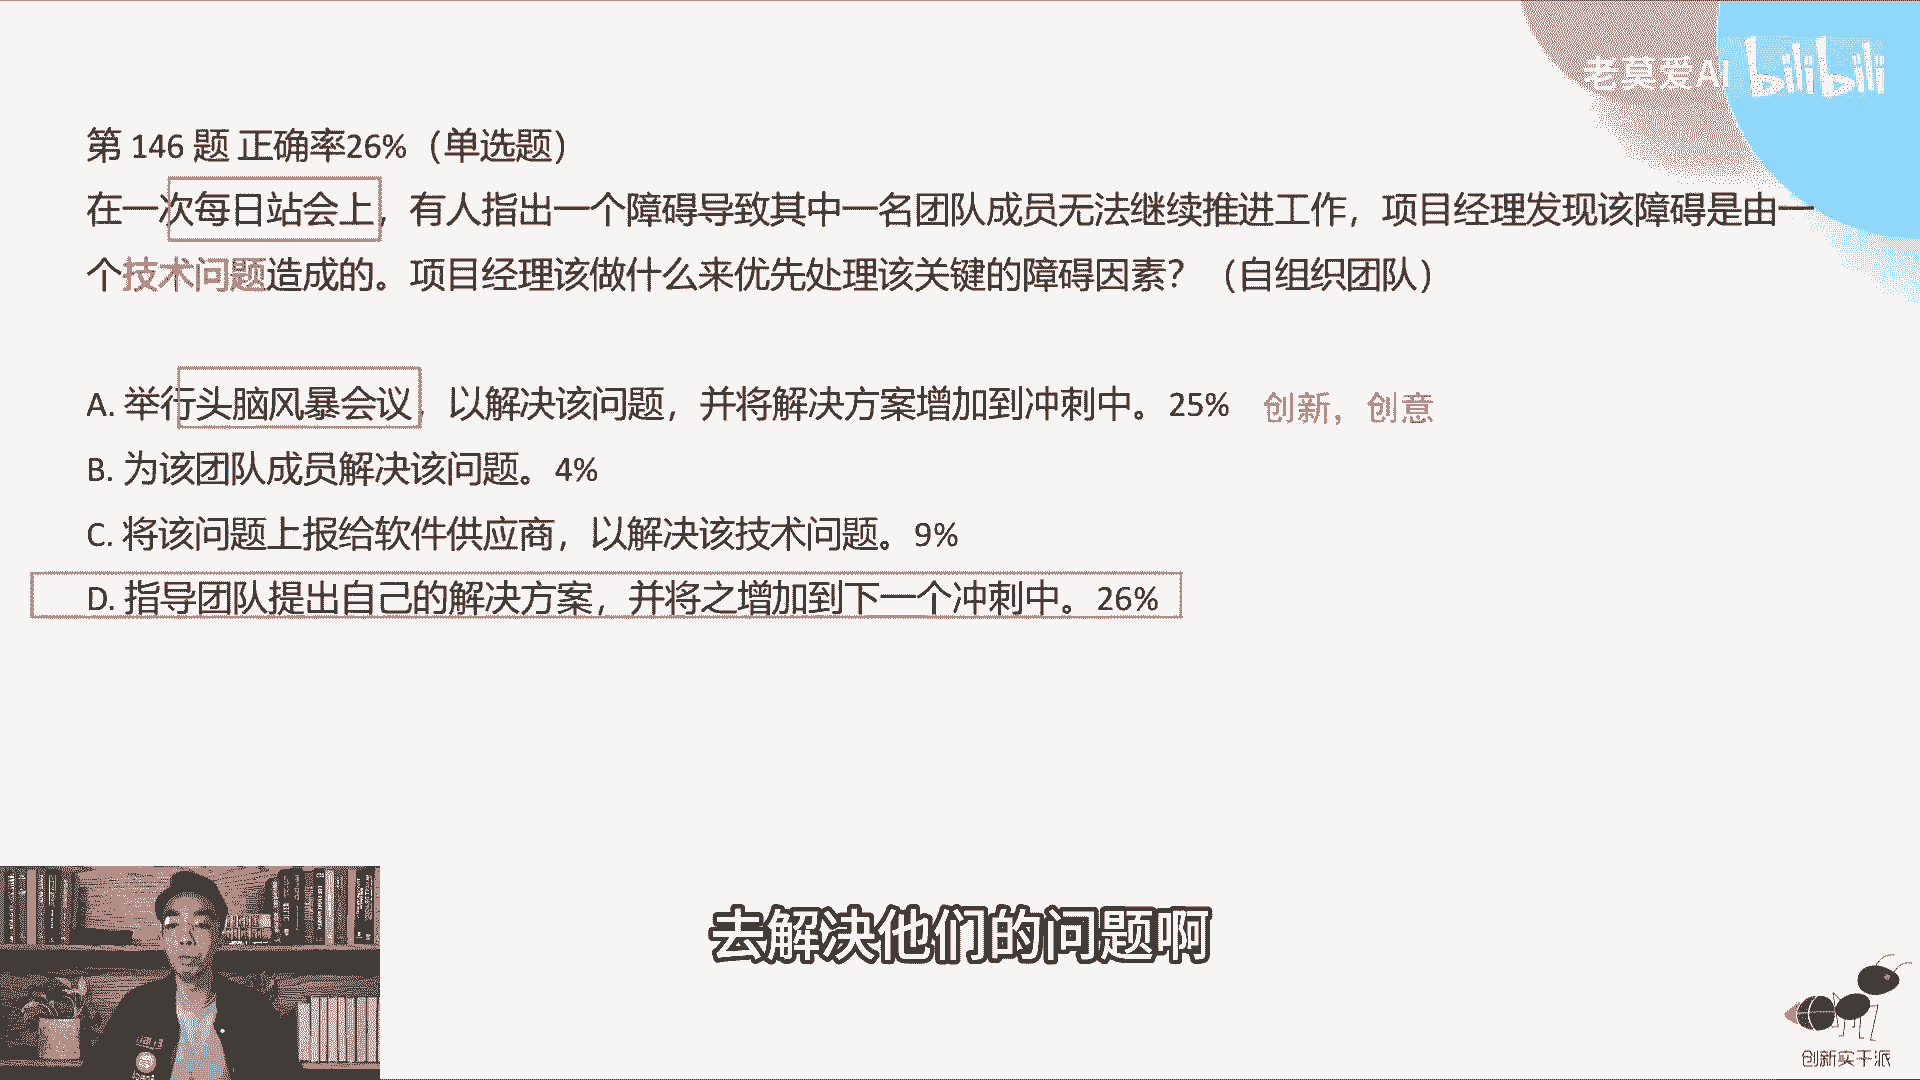 老莫爱AI bilibili
第 146 题 正确率26%（单选题）
在一次每日站会上，有人指出一个障碍导致其中一名团队成员无法继续推进工作，项目经理发现该障碍是由一
个技术问题造成的。项目经理该做什么来优先处理该关键的障碍因素？（自组织团队）
A. 举行头脑风暴会议，以解决该问题，并将解决方案增加到冲刺中。25% 创新，创意
B. 为该团队成员解决该问题。4%
C. 将该问题上报给软件供应商，以解决该技术问题。9%
D. 指导团队提出自己的解决方案，并将之增加到下一个冲刺中。26%
去解决他们的问题啊
创新实干派